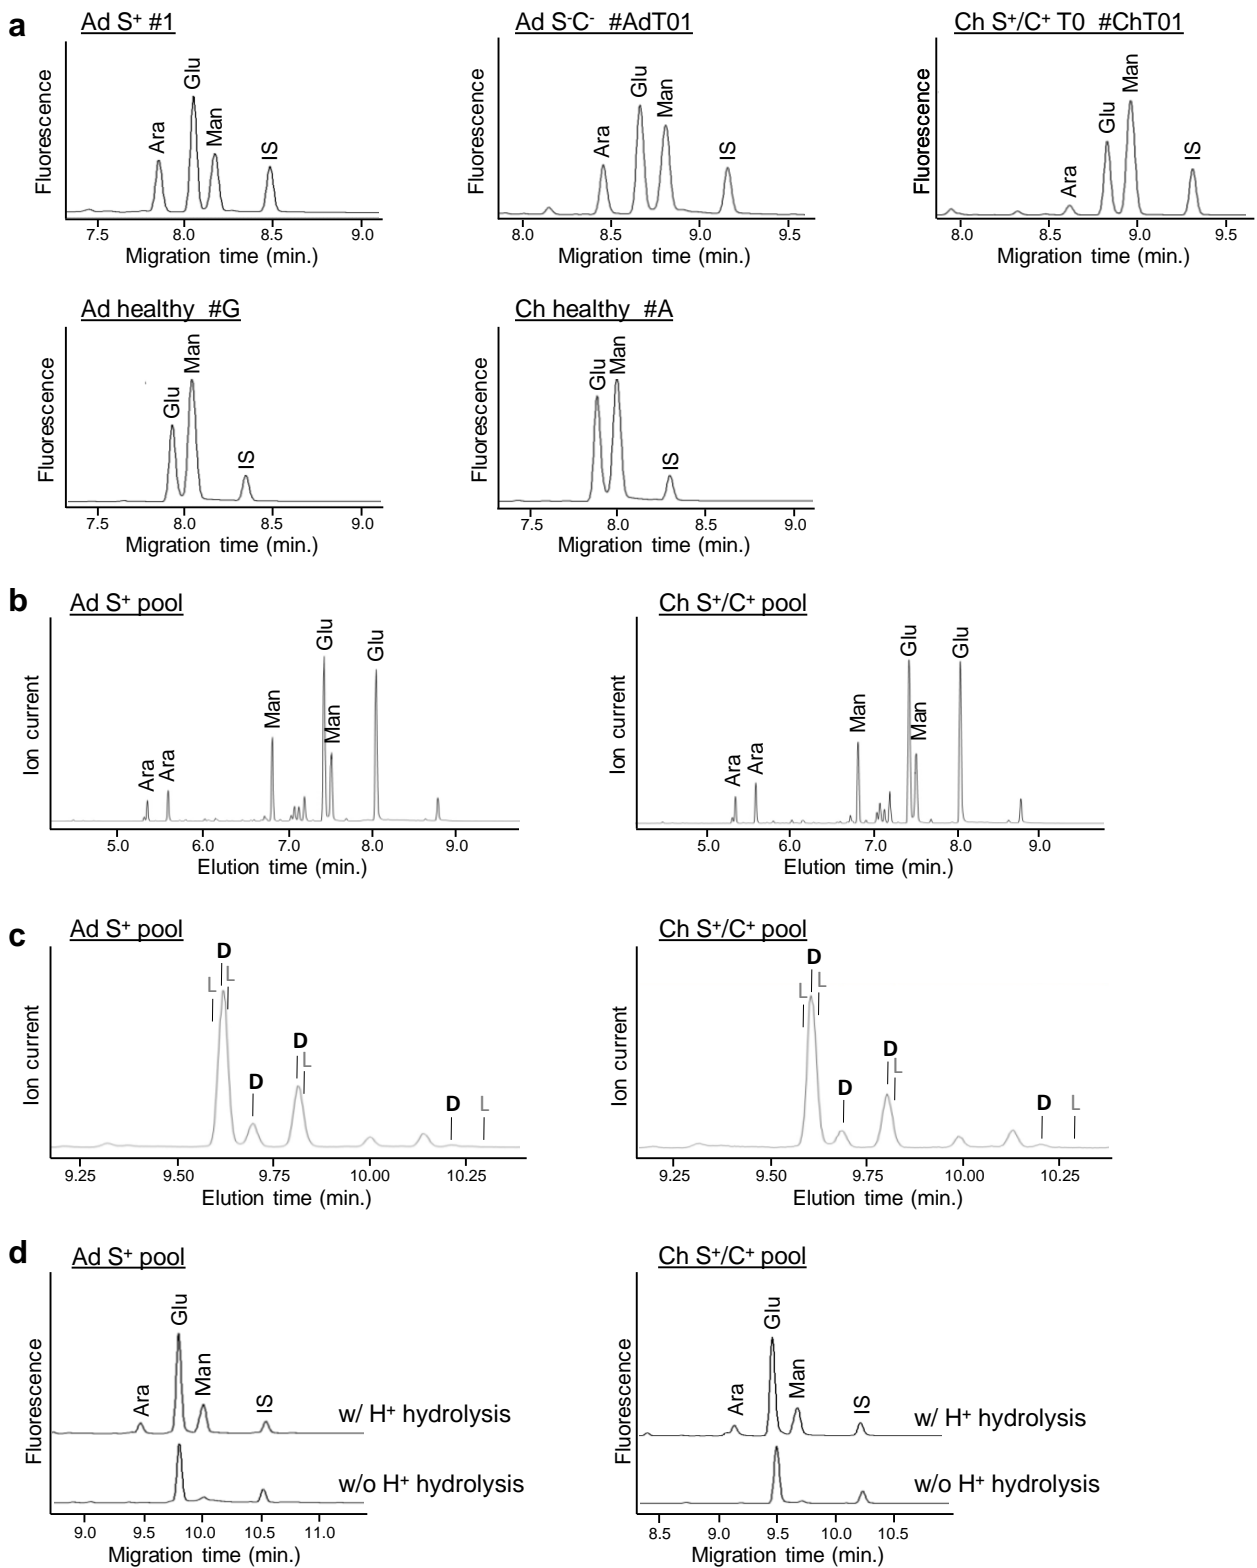 a
Ad S⁺ #1
Fluorescence
Ara
Glu
Man
IS
7.5 8.0 8.5 9.0
Migration time (min.)
Ad S⁻C⁻ #AdT01
Fluorescence
Ara
Glu
Man
IS
8.0 8.5 9.0 9.5
Migration time (min.)
Ch S⁺/C⁺ T0 #ChT01
Fluorescence
Ara
Glu
Man
IS
8.0 8.5 9.0 9.5
Migration time (min.)
Ad healthy #G
Fluorescence
Glu
Man
IS
7.5 8.0 8.5 9.0
Migration time (min.)
Ch healthy #A
Fluorescence
Glu
Man
IS
7.5 8.0 8.5 9.0
Migration time (min.)
b
Ad S⁺ pool
Ion current
Ara
Ara
Man
Glu
Man
Glu
5.0 6.0 7.0 8.0 9.0
Elution time (min.)
Ch S⁺/C⁺ pool
Ion current
Ara
Ara
Man
Glu
Man
Glu
5.0 6.0 7.0 8.0 9.0
Elution time (min.)
c
Ad S⁺ pool
Ion current
L
D
L
D
D
L
D
L
9.25 9.50 9.75 10.00 10.25
Elution time (min.)
Ch S⁺/C⁺ pool
Ion current
L
D
L
D
D
L
D
L
9.25 9.50 9.75 10.00 10.25
Elution time (min.)
d
Ad S⁺ pool
Fluorescence
Ara
Glu
Man
IS
w/ H⁺ hydrolysis
w/o H⁺ hydrolysis
9.0 9.5 10.0 10.5 11.0
Migration time (min.)
Ch S⁺/C⁺ pool
Fluorescence
Ara
Glu
Man
IS
w/ H⁺ hydrolysis
w/o H⁺ hydrolysis
8.5 9.0 9.5 10.0 10.5
Migration time (min.)